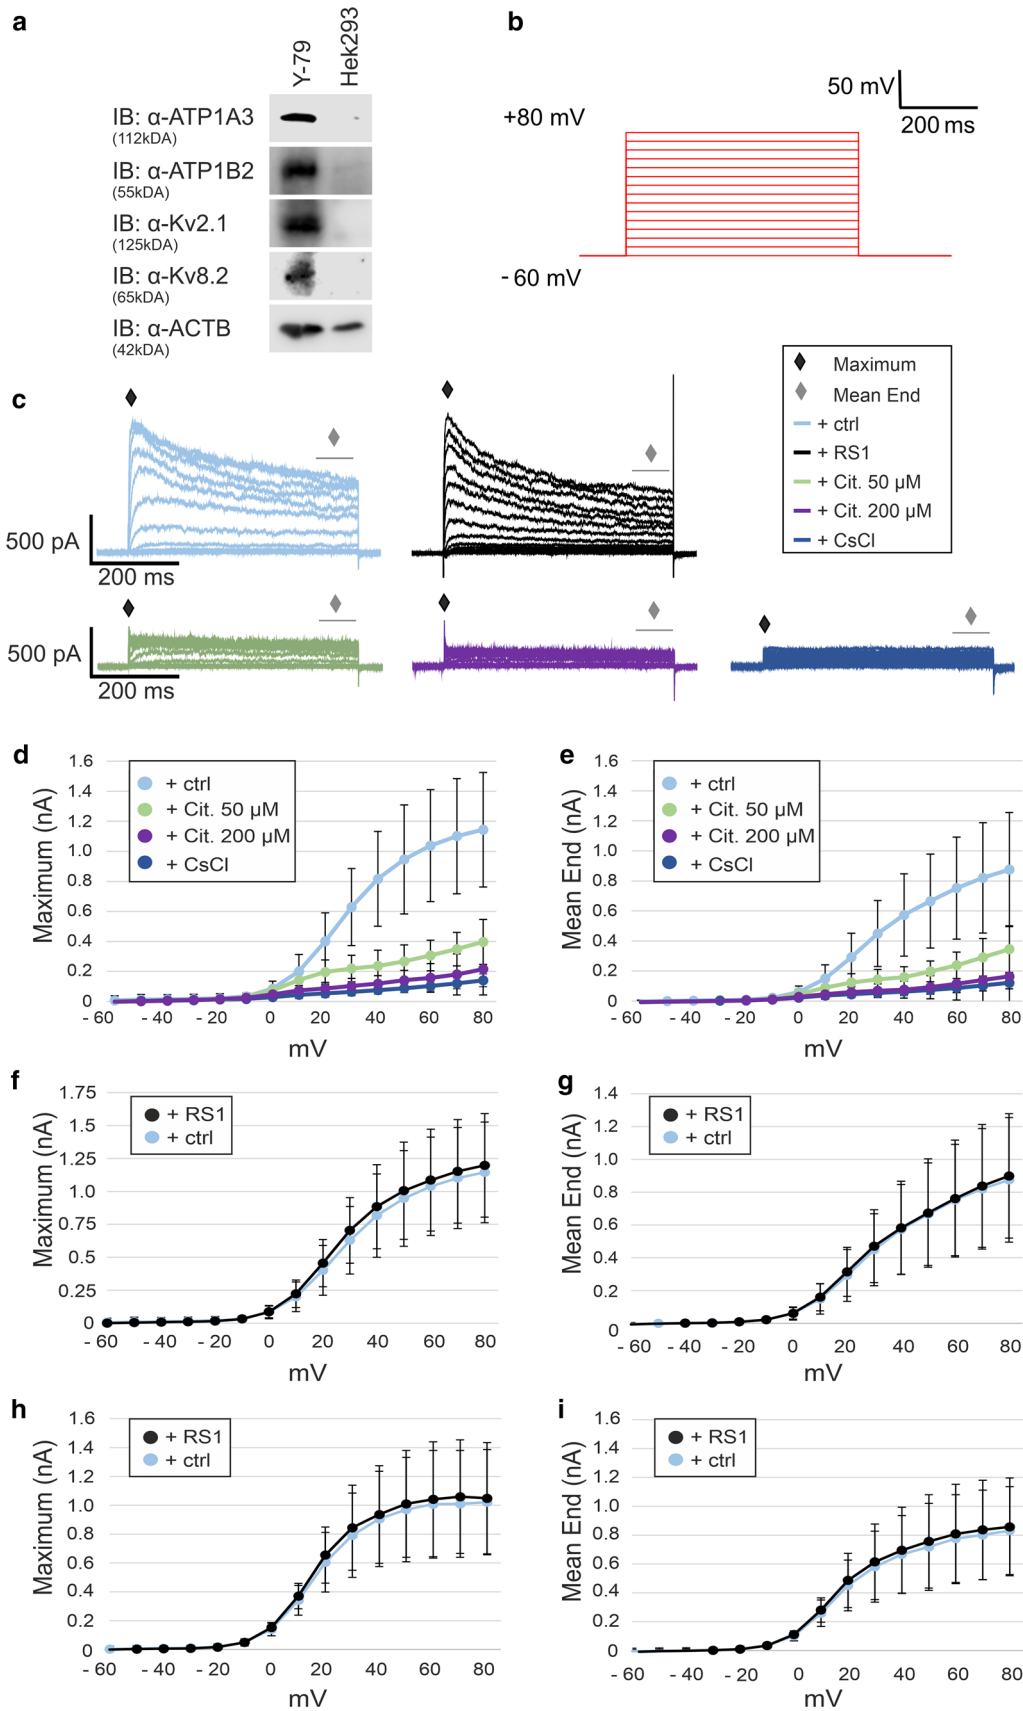 a
Y-79
Hek293
IB: α-ATP1A3
(112kDA)
IB: α-ATP1B2
(55kDA)
IB: α-Kv2.1
(125kDA)
IB: α-Kv8.2
(65kDA)
IB: α-ACTB
(42kDA)
b
50 mV
200 ms
+80 mV
- 60 mV
Maximum
Mean End
+ ctrl
+ RS1
+ Cit. 50 µM
+ Cit. 200 µM
+ CsCl
c
500 pA
200 ms
500 pA
200 ms
d
Maximum (nA)
1.6
1.4
1.2
1.0
0.8
0.6
0.4
0.2
0
+ ctrl
+ Cit. 50 µM
+ Cit. 200 µM
+ CsCl
- 60 - 40 - 20 0 20 40 60 80
mV
e
Mean End (nA)
1.6
1.4
1.2
1.0
0.8
0.6
0.4
0.2
0
+ ctrl
+ Cit. 50 µM
+ Cit. 200 µM
+ CsCl
- 60 - 40 - 20 0 20 40 60 80
mV
f
Maximum (nA)
1.75
1.5
1.25
1.0
0.75
0.5
0.25
0
+ RS1
+ ctrl
- 60 - 40 - 20 0 20 40 60 80
mV
g
Mean End (nA)
1.4
1.2
1.0
0.8
0.6
0.4
0.2
0
+ RS1
+ ctrl
- 60 - 40 - 20 0 20 40 60 80
mV
h
Maximum (nA)
1.6
1.4
1.2
1.0
0.8
0.6
0.4
0.2
0
+ RS1
+ ctrl
- 60 - 40 - 20 0 20 40 60 80
mV
i
Mean End (nA)
1.6
1.4
1.2
1.0
0.8
0.6
0.4
0.2
0
+ RS1
+ ctrl
- 60 - 40 - 20 0 20 40 60 80
mV